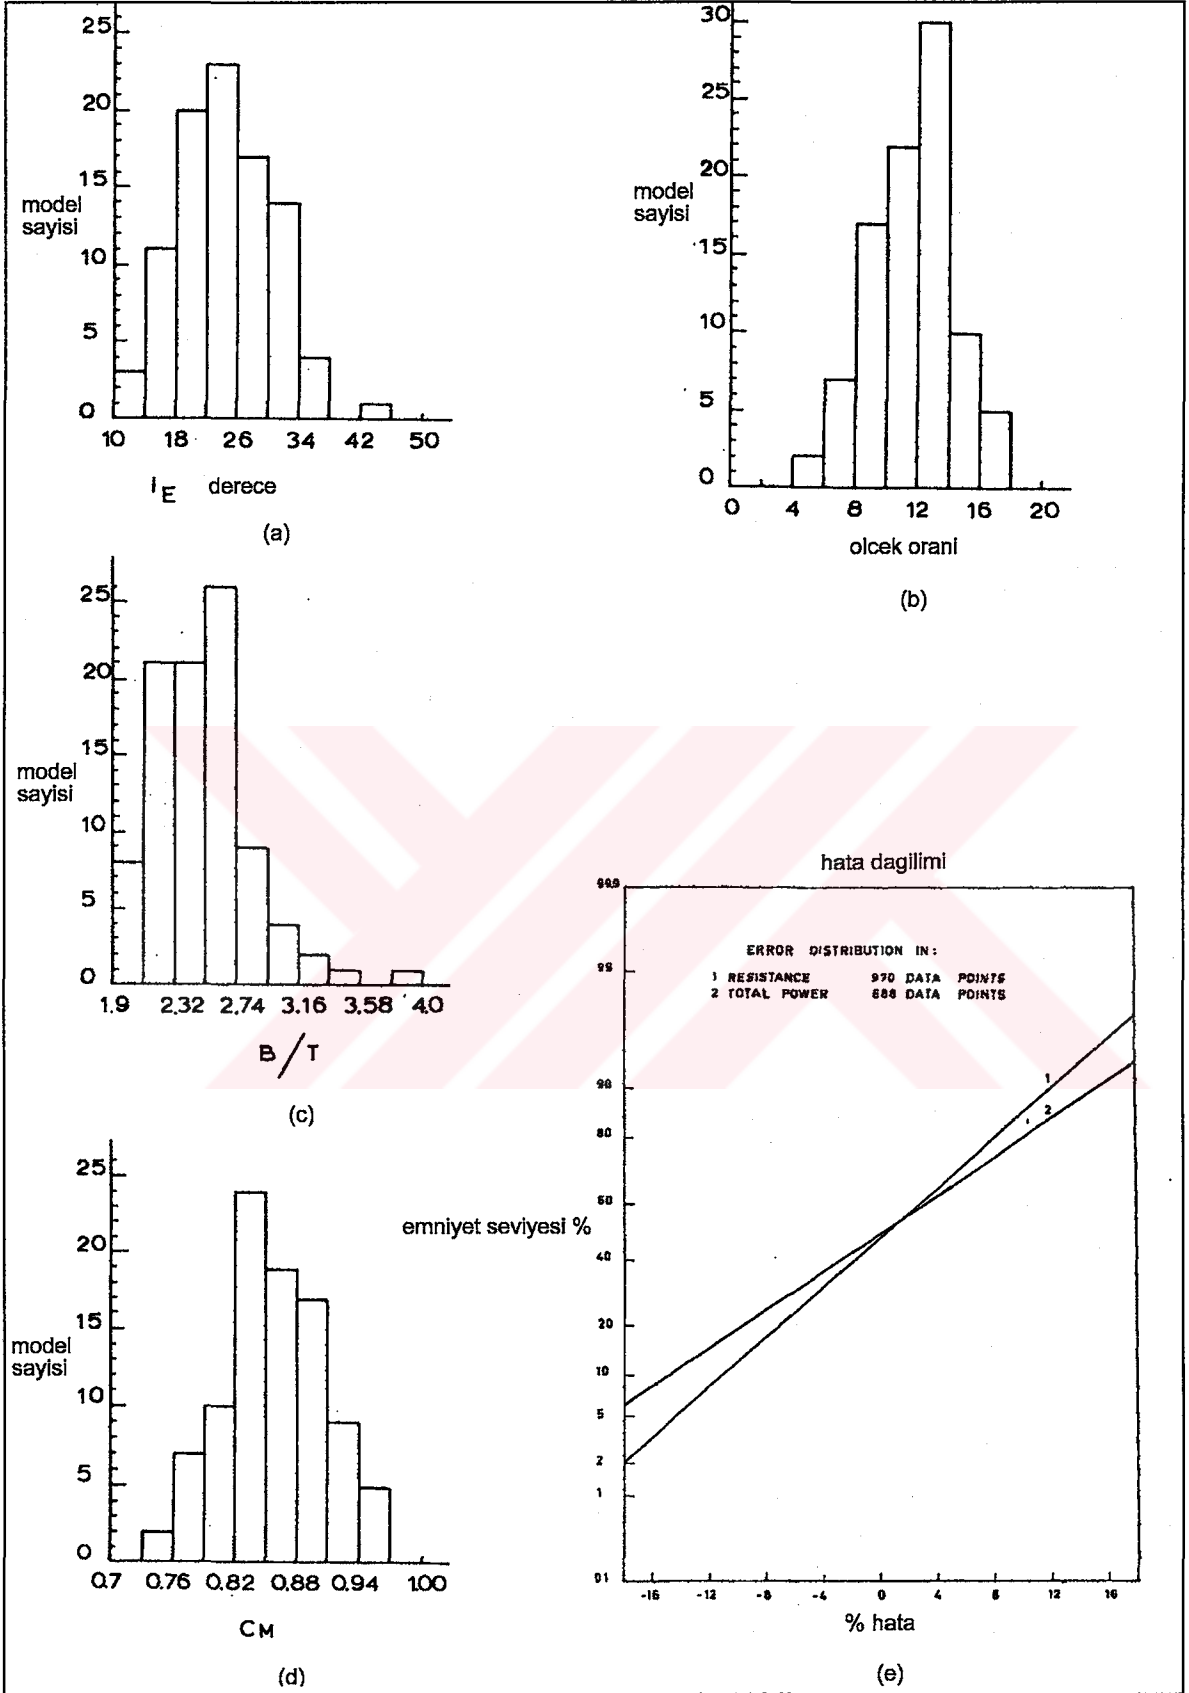 25
20
15
model
sayisi
10
5
0
10 18 26 34 42 50
I E derece
(a)
30
25
20
model
sayisi
15
10
5
0
0 4 8 12 16 20
olcek orani
(b)
25
20
15
model
sayisi
10
5
0
1.9 2.32 2.74 3.16 3.58 4.0
B/T
(c)
25
20
15
model
sayisi
10
5
0
0.7 0.76 0.82 0.88 0.94 1.00
CM
(d)
hata dagilimi
99.9
ERROR DISTRIBUTION IN:
99
1 RESISTANCE 970 DATA POINTS
2 TOTAL POWER 688 DATA POINTS
1
90
2
80
60
emniyet seviyesi %
40
20
10
5
2
1
0.1
-16 -12 -8 -4 0 4 8 12 16
% hata
(e)